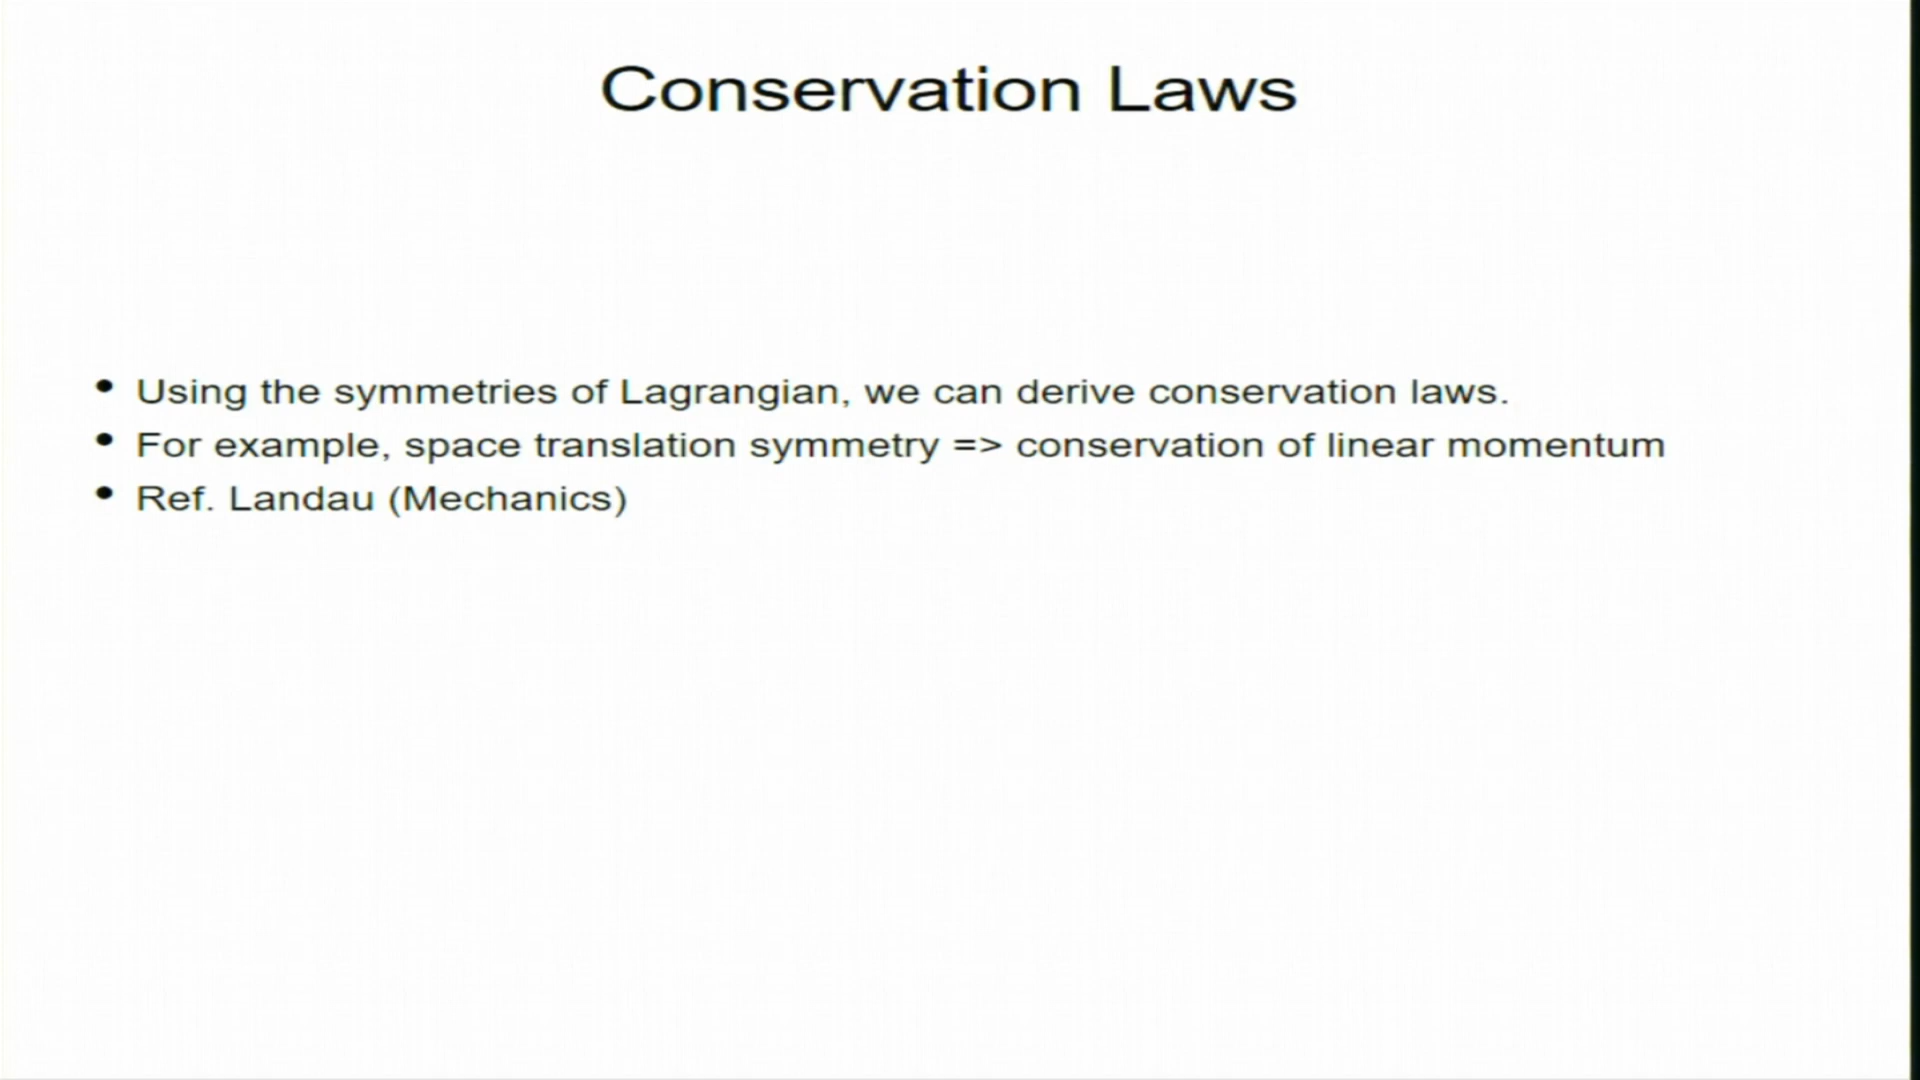 Conservation Laws
• Using the symmetries of Lagrangian, we can derive conservation laws.
• For example, space translation symmetry => conservation of linear momentum
• Ref. Landau (Mechanics)